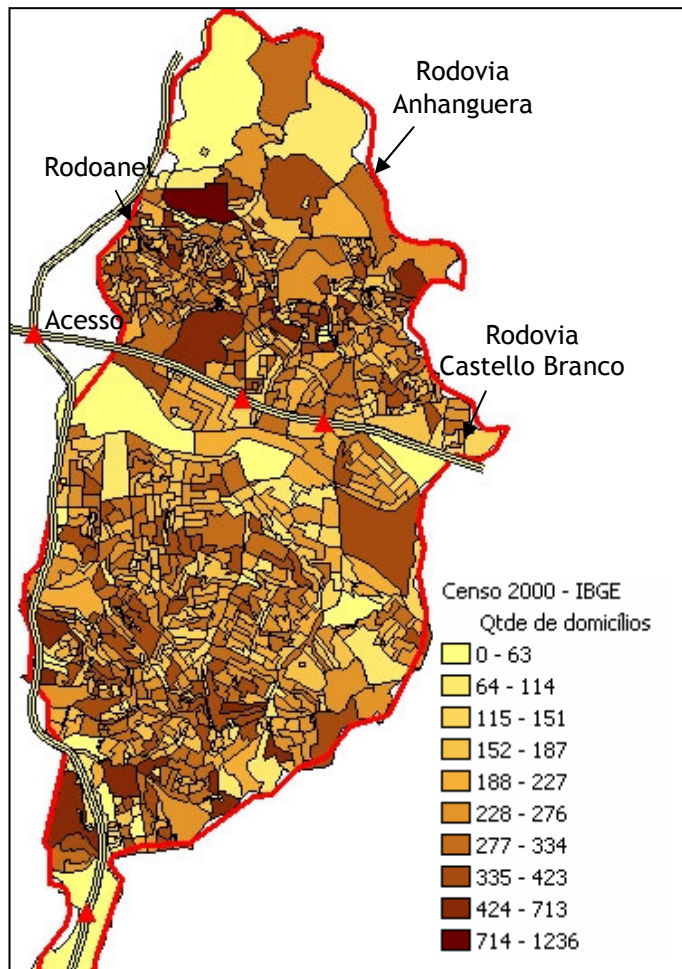 Rodovia
Anhanguera
Rodoanel
Acesso
Rodovia
Castello Branco
Censo 2000 - IBGE
Qtde de domicílios
0 - 63
64 - 114
115 - 151
152 - 187
188 - 227
228 - 276
277 - 334
335 - 423
424 - 713
714 - 1236